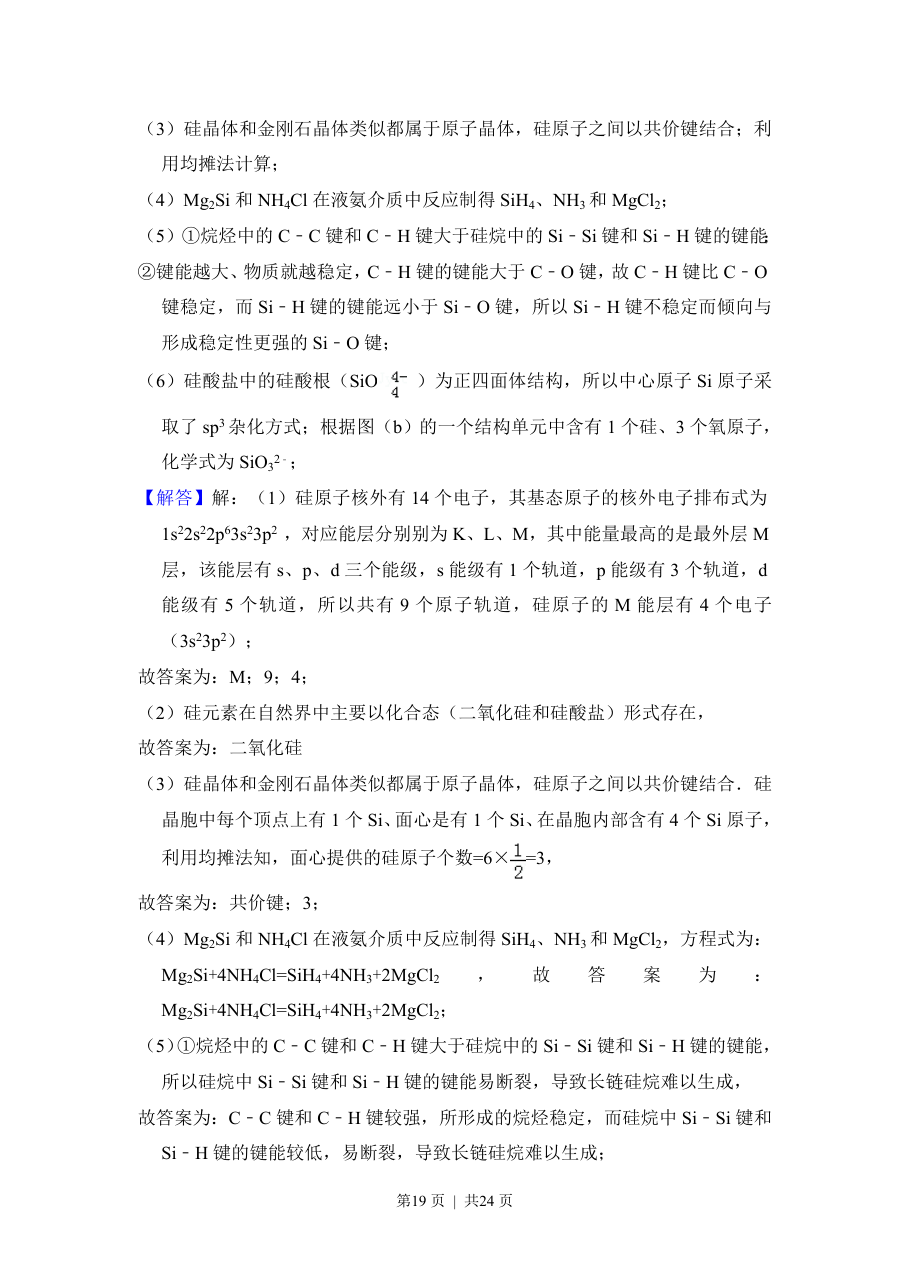 （3）硅晶体和金刚石晶体类似都属于原子晶体，硅原子之间以共价键结合；利
用均摊法计算；
（4）Mg₂Si 和 NH₄Cl 在液氨介质中反应制得 SiH₄、NH₃ 和 MgCl₂；
（5）①烷烃中的 C﹣C 键和 C﹣H 键大于硅烷中的 Si﹣Si 键和 Si﹣H 键的键能；
②键能越大、物质就越稳定，C﹣H 键的键能大于 C﹣O 键，故 C﹣H 键比 C﹣O
键稳定，而 Si﹣H 键的键能远小于 Si﹣O 键，所以 Si﹣H 键不稳定而倾向与
形成稳定性更强的 Si﹣O 键；
（6）硅酸盐中的硅酸根（SiO₄⁴⁻）为正四面体结构，所以中心原子 Si 原子采
取了 sp³ 杂化方式；根据图（b）的一个结构单元中含有 1 个硅、3 个氧原子，
化学式为 SiO₃²⁻；
【解答】解：（1）硅原子核外有 14 个电子，其基态原子的核外电子排布式为
1s²2s²2p⁶3s²3p² ，对应能层分别别为 K、L、M，其中能量最高的是最外层 M
层，该能层有 s、p、d 三个能级，s 能级有 1 个轨道，p 能级有 3 个轨道，d
能级有 5 个轨道，所以共有 9 个原子轨道，硅原子的 M 能层有 4 个电子
（3s²3p²）；
故答案为：M；9；4；
（2）硅元素在自然界中主要以化合态（二氧化硅和硅酸盐）形式存在，
故答案为：二氧化硅
（3）硅晶体和金刚石晶体类似都属于原子晶体，硅原子之间以共价键结合．硅
晶胞中每个顶点上有 1 个 Si、面心是有 1 个 Si、在晶胞内部含有 4 个 Si 原子，
利用均摊法知，面心提供的硅原子个数=6×1/2=3，
故答案为：共价键；3；
（4）Mg₂Si 和 NH₄Cl 在液氨介质中反应制得 SiH₄、NH₃ 和 MgCl₂，方程式为：
Mg₂Si+4NH₄Cl=SiH₄+4NH₃+2MgCl₂ ， 故 答 案 为 ：
Mg₂Si+4NH₄Cl=SiH₄+4NH₃+2MgCl₂；
（5）①烷烃中的 C﹣C 键和 C﹣H 键大于硅烷中的 Si﹣Si 键和 Si﹣H 键的键能，
所以硅烷中 Si﹣Si 键和 Si﹣H 键的键能易断裂，导致长链硅烷难以生成，
故答案为：C﹣C 键和 C﹣H 键较强，所形成的烷烃稳定，而硅烷中 Si﹣Si 键和
Si﹣H 键的键能较低，易断裂，导致长链硅烷难以生成；
第19 页 | 共24 页